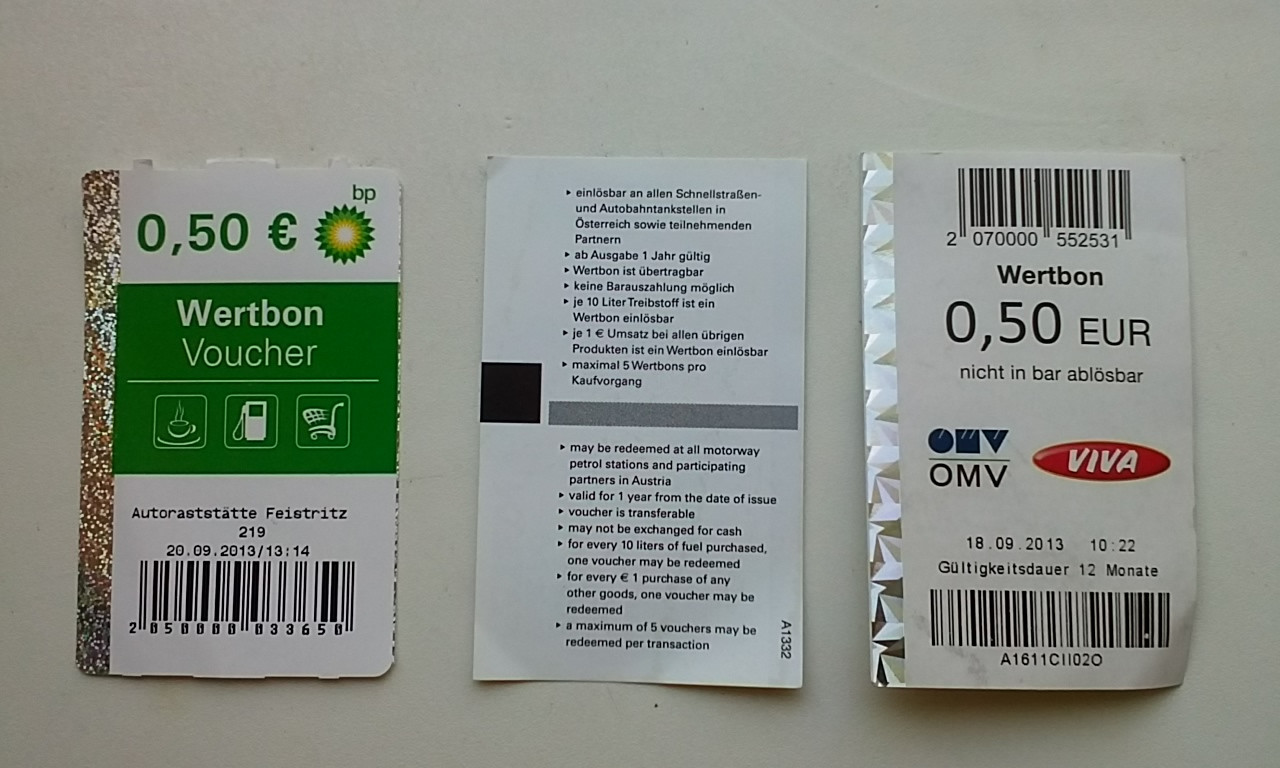 bp
0,50 €
Wertbon
Voucher
Autoraststätte Feistritz
219
20.09.2013/13:14
2 050000 033650
einlösbar an allen Schnellstraßen-
und Autobahntankstellen in
Österreich sowie teilnehmenden
Partnern
ab Ausgabe 1 Jahr gültig
Wertbon ist übertragbar
keine Barauszahlung möglich
je 10 Liter Treibstoff ist ein
Wertbon einlösbar
je 1 € Umsatz bei allen übrigen
Produkten ist ein Wertbon einlösbar
maximal 5 Wertbons pro
Kaufvorgang
may be redeemed at all motorway
petrol stations and participating
partners in Austria
valid for 1 year from the date of issue
voucher is transferable
may not be exchanged for cash
for every 10 liters of fuel purchased,
one voucher may be redeemed
for every € 1 purchase of any
other goods, one voucher may be
redeemed
a maximum of 5 vouchers may be
redeemed per transaction
A1332
2 070000 552531
Wertbon
0,50 EUR
nicht in bar ablösbar
OMV
OMV
VIVA
18.09.2013 10:22
Gültigkeitsdauer 12 Monate
A1611CII02O